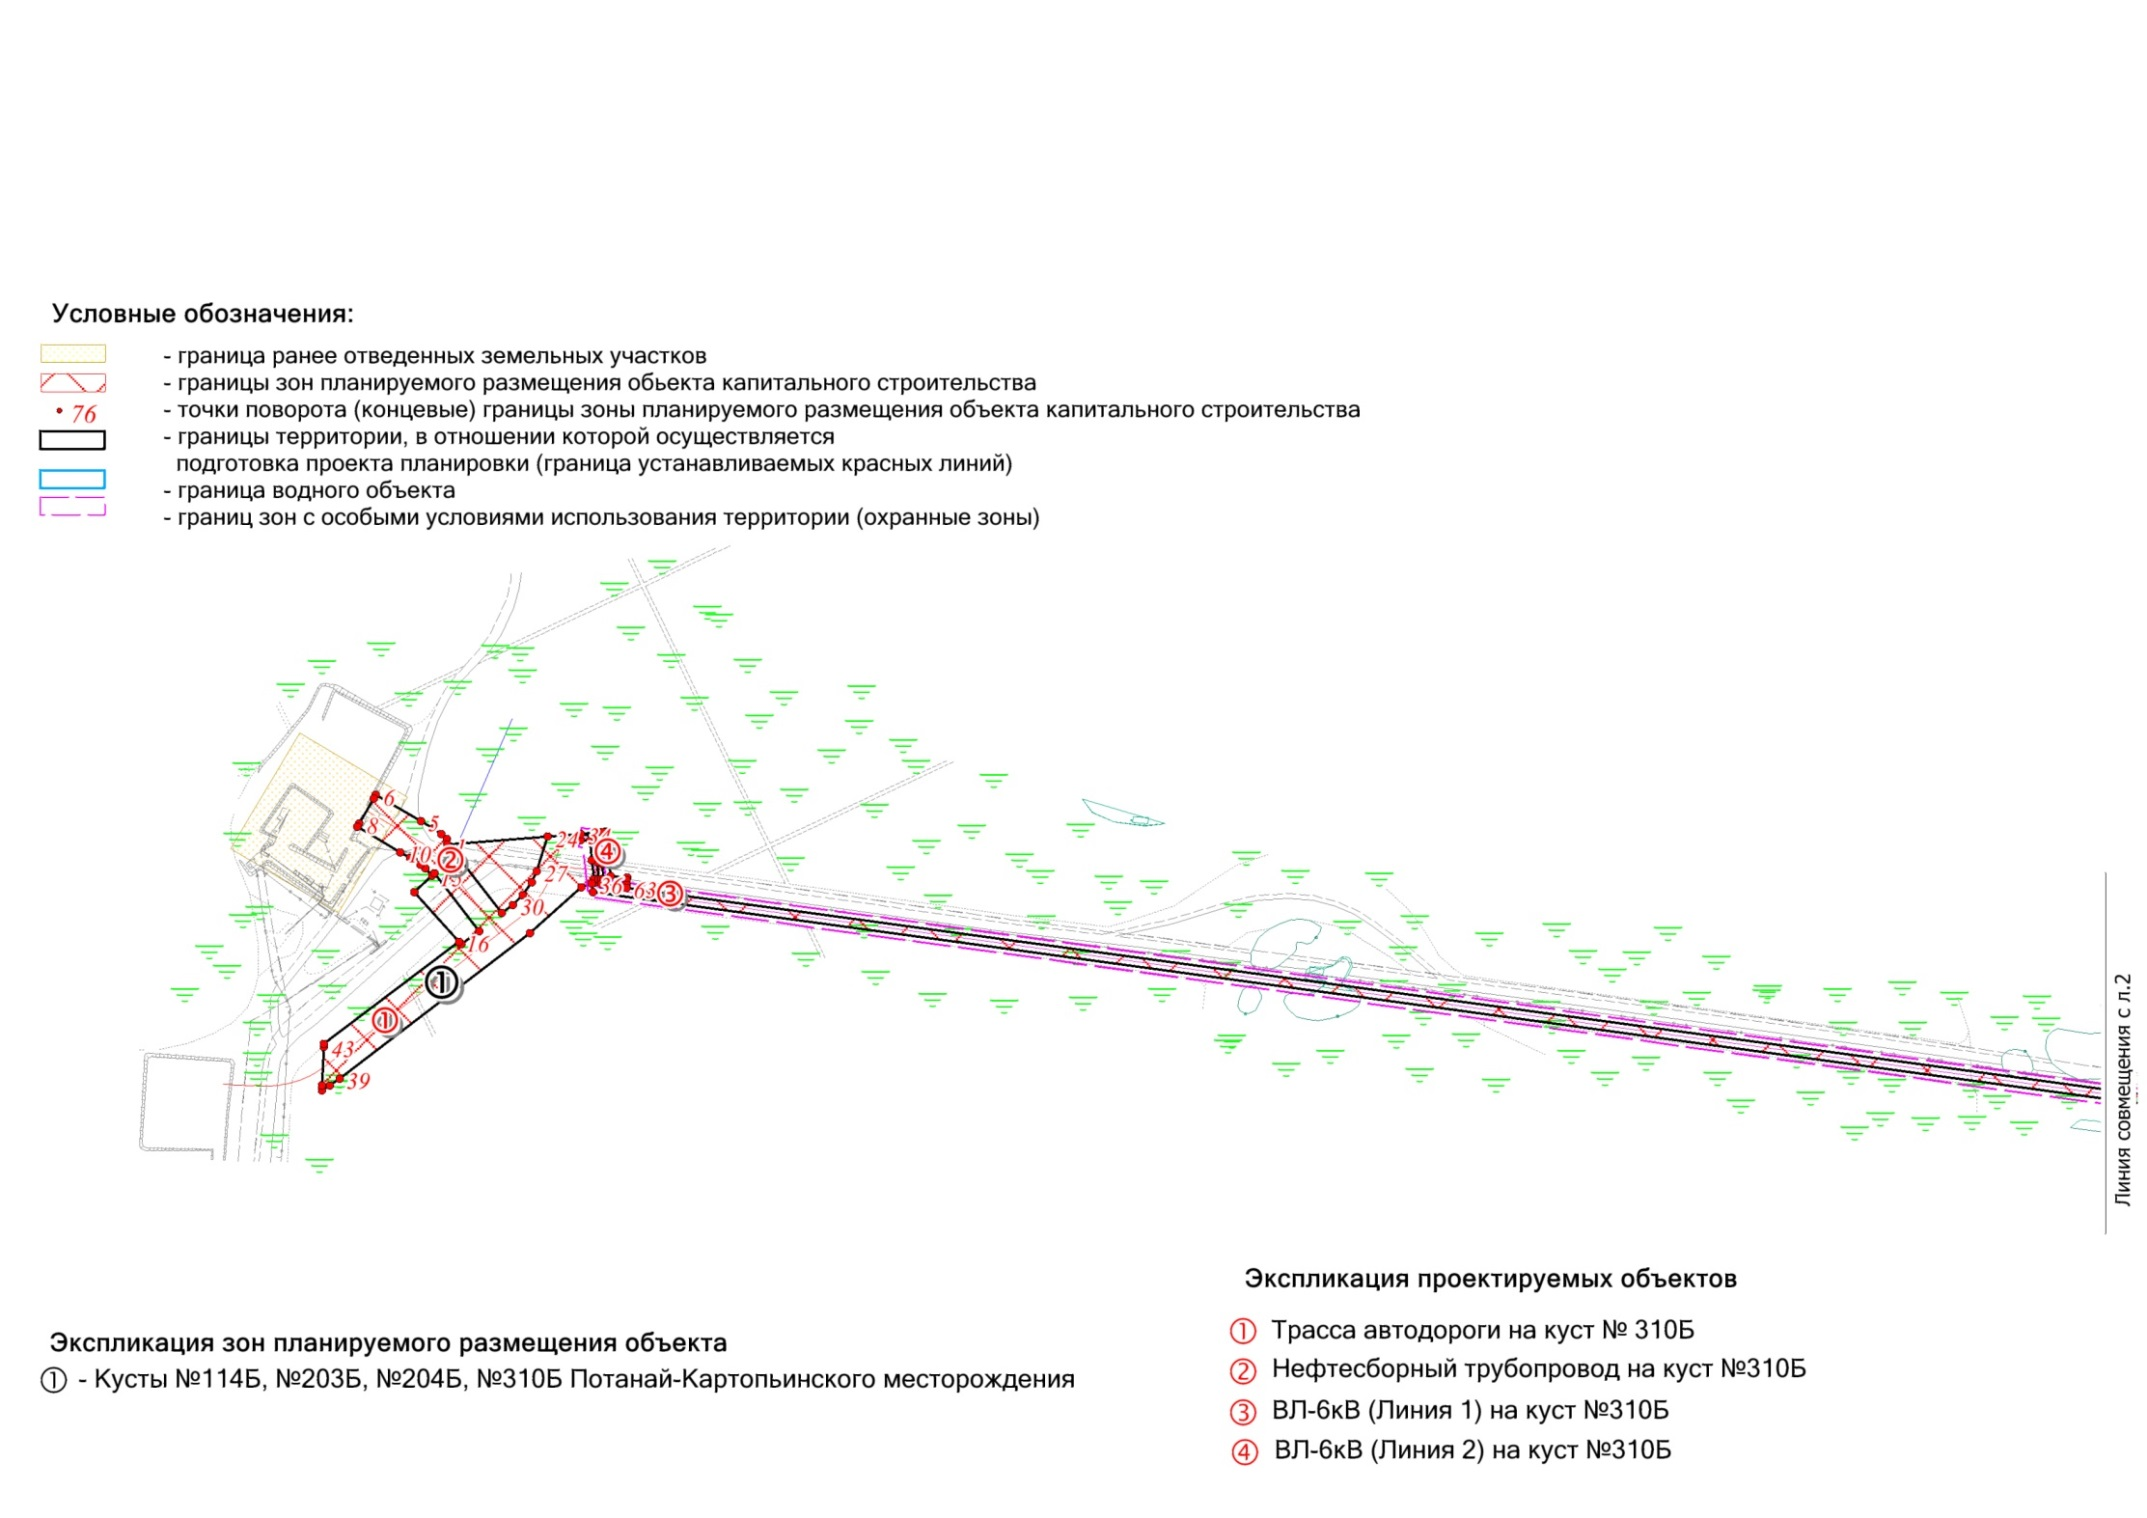 Условные обозначения:
- граница ранее отведенных земельных участков
- границы зон планируемого размещения обьекта капитального строительства
76
- точки поворота (концевые) границы зоны планируемого размещения объекта капитального строительства
- границы территории, в отношении которой осуществляется
подготовка проекта планировки (граница устанавливаемых красных линий)
- граница водного объекта
- границ зон с особыми условиями использования территории (охранные зоны)
6
5
8
1
10
2
24
34
4
27
36
63
3
30
16
1
1
43
39
Линия совмещения с л.2
Экспликация проектируемых объектов
1 Трасса автодороги на куст № 310Б
2 Нефтесборный трубопровод на куст №310Б
3 ВЛ-6кВ (Линия 1) на куст №310Б
4 ВЛ-6кВ (Линия 2) на куст №310Б
Экспликация зон планируемого размещения объекта
1 - Кусты №114Б, №203Б, №204Б, №310Б Потанай-Картопьинского месторождения